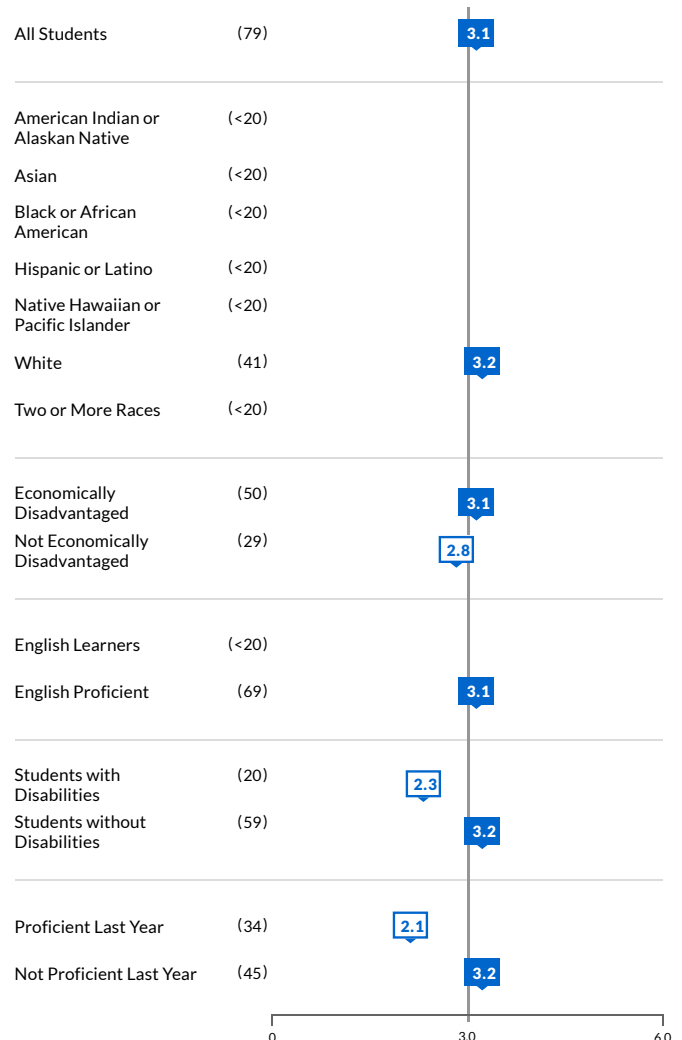 All Students (79) 3.1
American Indian or (<20)
Alaskan Native
Asian (<20)
Black or African (<20)
American
Hispanic or Latino (<20)
Native Hawaiian or (<20)
Pacific Islander
White (41) 3.2
Two or More Races (<20)
Economically (50) 3.1
Disadvantaged
Not Economically (29) 2.8
Disadvantaged
English Learners (<20)
English Proficient (69) 3.1
Students with (20) 2.3
Disabilities
Students without (59) 3.2
Disabilities
Proficient Last Year (34) 2.1
Not Proficient Last Year (45) 3.2
0 3.0 6.0